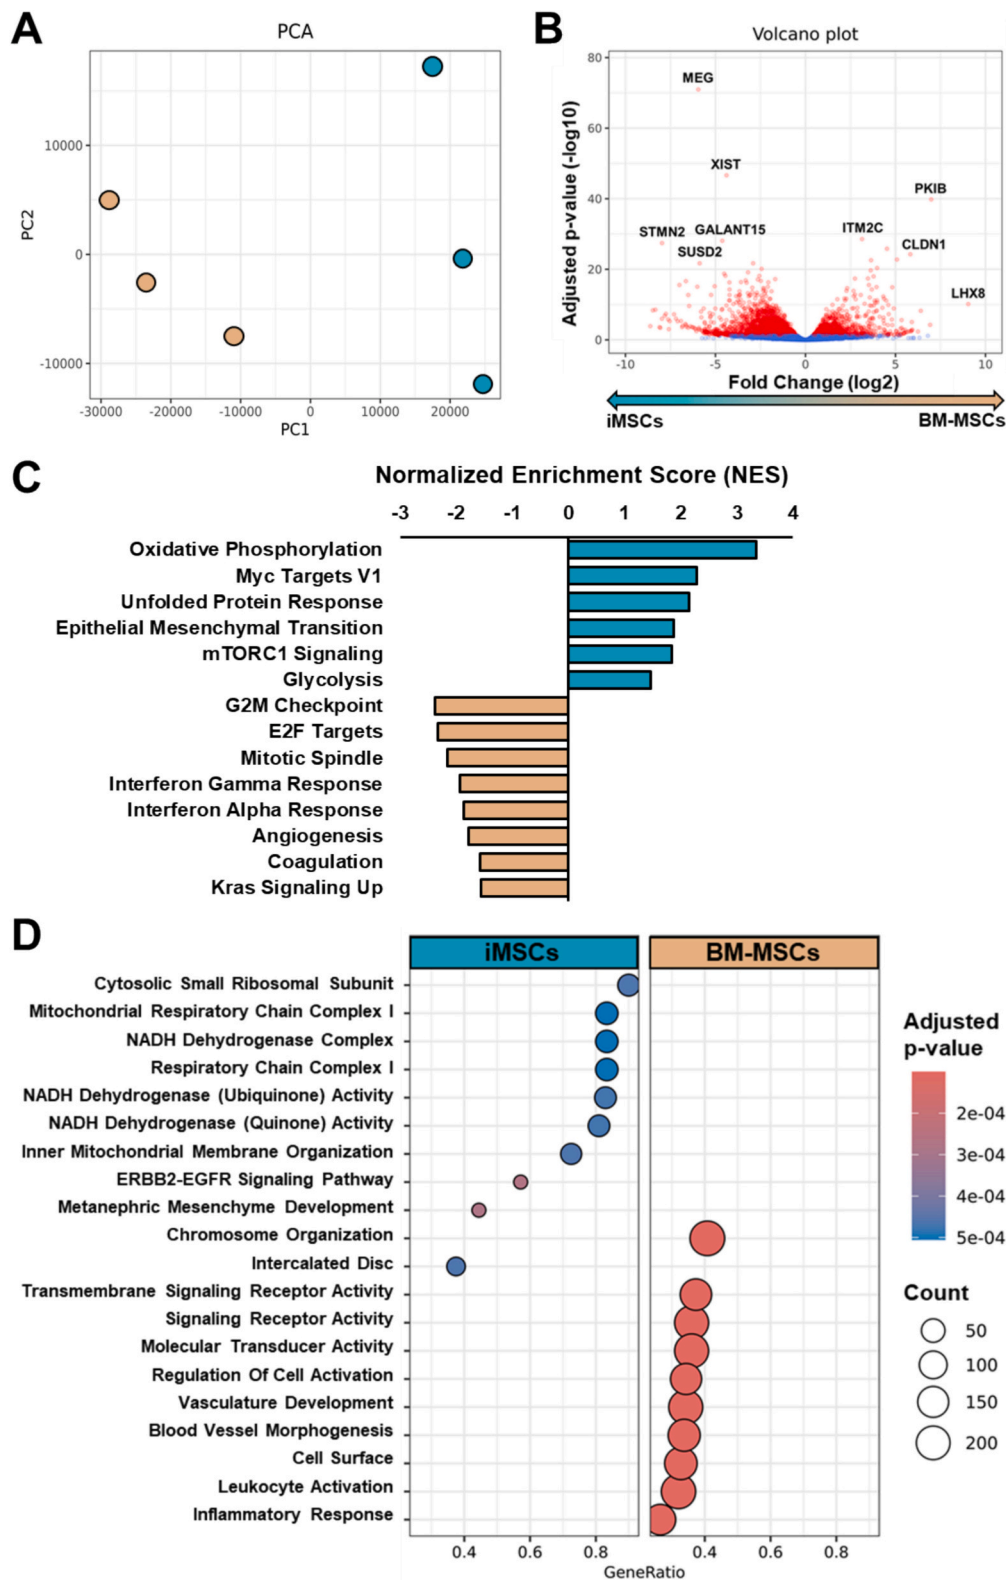 A
PCA
10000
0
-10000
PC2
-30000 -20000 -10000 0 10000 20000
PC1
B
Volcano plot
80
60
40
20
0
Adjusted p-value (-log10)
MEG
XIST
PKIB
STMN2 GALANT15 ITM2C
SUSD2 CLDN1
LHX8
-10 -5 0 5 10
Fold Change (log2)
iMSCs BM-MSCs
C
Normalized Enrichment Score (NES)
-3 -2 -1 0 1 2 3 4
Oxidative Phosphorylation
Myc Targets V1
Unfolded Protein Response
Epithelial Mesenchymal Transition
mTORC1 Signaling
Glycolysis
G2M Checkpoint
E2F Targets
Mitotic Spindle
Interferon Gamma Response
Interferon Alpha Response
Angiogenesis
Coagulation
Kras Signaling Up
D
iMSCs BM-MSCs
Cytosolic Small Ribosomal Subunit
Mitochondrial Respiratory Chain Complex I
NADH Dehydrogenase Complex
Respiratory Chain Complex I
NADH Dehydrogenase (Ubiquinone) Activity
NADH Dehydrogenase (Quinone) Activity
Inner Mitochondrial Membrane Organization
ERBB2-EGFR Signaling Pathway
Metanephric Mesenchyme Development
Chromosome Organization
Intercalated Disc
Transmembrane Signaling Receptor Activity
Signaling Receptor Activity
Molecular Transducer Activity
Regulation Of Cell Activation
Vasculature Development
Blood Vessel Morphogenesis
Cell Surface
Leukocyte Activation
Inflammatory Response
0.4 0.6 0.8 0.4 0.6 0.8
GeneRatio
Adjusted
p-value
2e-04
3e-04
4e-04
5e-04
Count
50
100
150
200